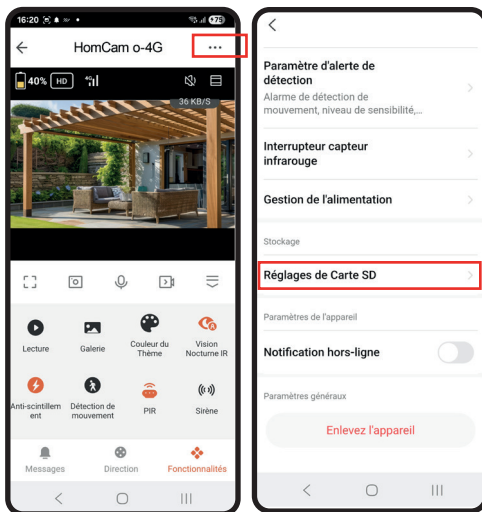 16:20
75
HomCam o-4G
40% HD 4G
36 KB/S
Lecture
Galerie
Couleur du
Thème
Vision
Nocturne IR
Anti-scintillem
ent
Détection de
mouvement
PIR
Sirène
Messages
Direction
Fonctionnalités
Paramètre d'alerte de
détection
Alarme de détection de
mouvement, niveau de sensibilité,...
Interrupteur capteur
infrarouge
Gestion de l'alimentation
Stockage
Réglages de Carte SD
Paramètres de l'appareil
Notification hors-ligne
Paramètres généraux
Enlevez l'appareil